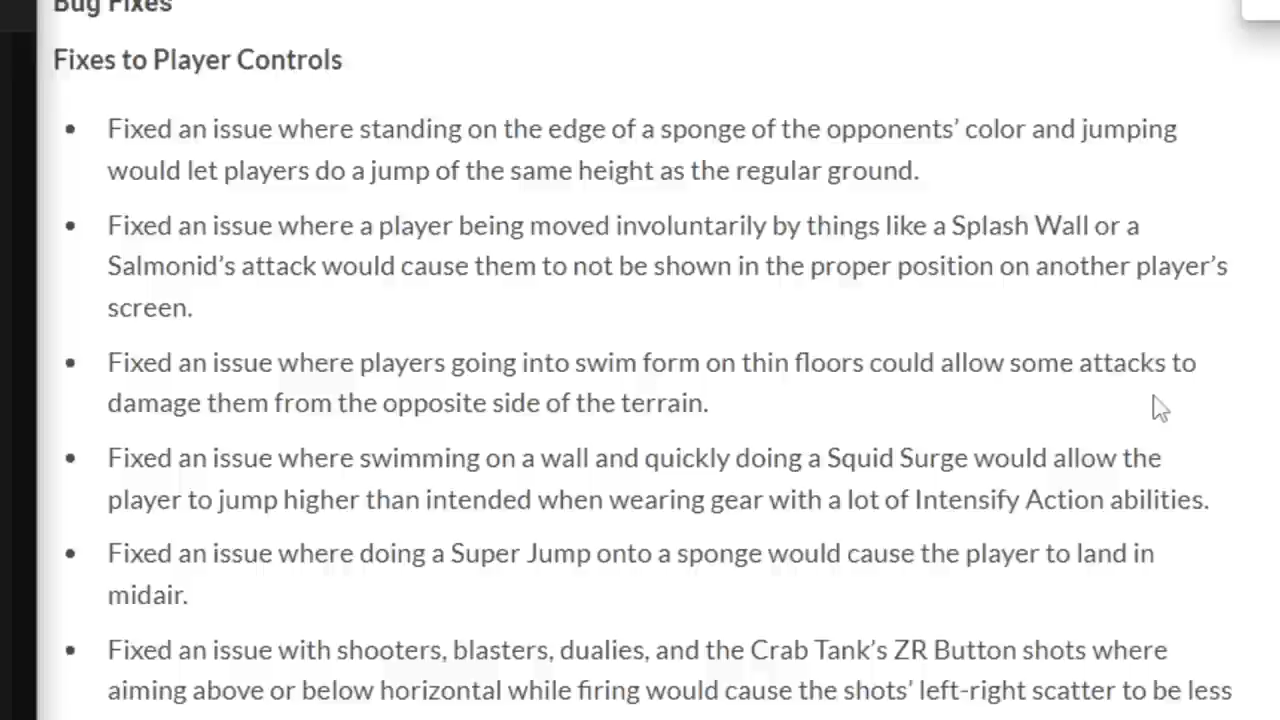 Bug Fixes
Fixes to Player Controls
• Fixed an issue where standing on the edge of a sponge of the opponents’ color and jumping
would let players do a jump of the same height as the regular ground.
• Fixed an issue where a player being moved involuntarily by things like a Splash Wall or a
Salmonid’s attack would cause them to not be shown in the proper position on another player’s
screen.
• Fixed an issue where players going into swim form on thin floors could allow some attacks to
damage them from the opposite side of the terrain.
• Fixed an issue where swimming on a wall and quickly doing a Squid Surge would allow the
player to jump higher than intended when wearing gear with a lot of Intensify Action abilities.
• Fixed an issue where doing a Super Jump onto a sponge would cause the player to land in
midair.
• Fixed an issue with shooters, blasters, dualies, and the Crab Tank’s ZR Button shots where
aiming above or below horizontal while firing would cause the shots’ left-right scatter to be less